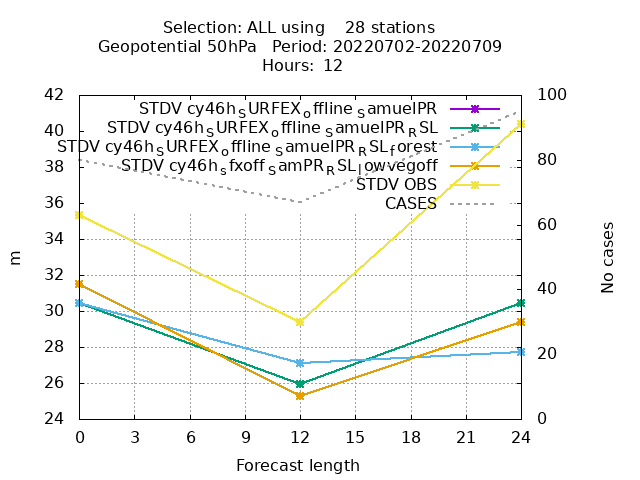 Selection: ALL using 28 stations
Geopotential 50hPa Period: 20220702-20220709
Hours: 12
STDV cy46h_SURFEX_offline_SamuelPR
STDV cy46h_SURFEX_offline_SamuelPR_RSL
STDV cy46h_SURFEX_offline_SamuelPR_RSL_forest
STDV cy46h_sfxoff_SamPR_RSL_lowvegoff
STDV OBS
CASES
42
40
38
36
34
32
30
28
26
24
m
100
80
60
40
20
0
No cases
0 3 6 9 12 15 18 21 24
Forecast length